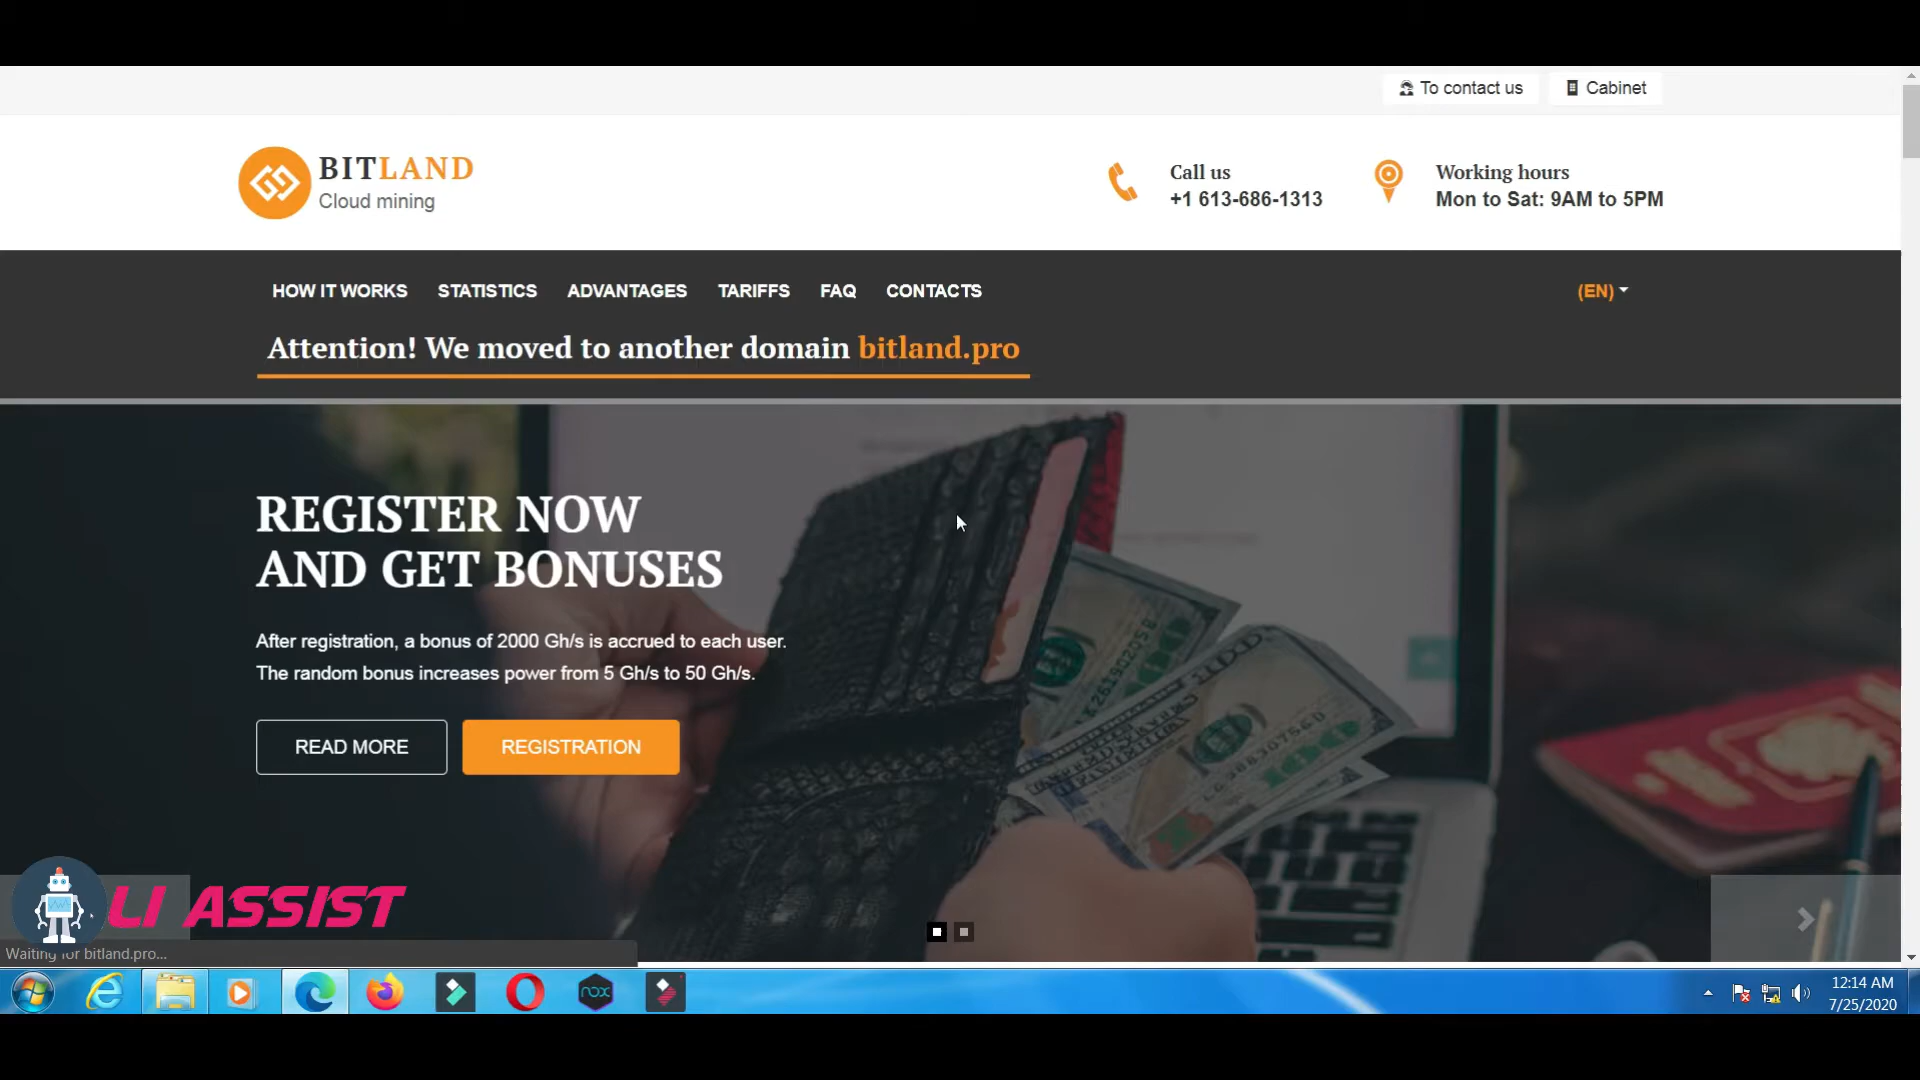 To contact us
Cabinet
BITLAND
Cloud mining
Call us
+1 613-686-1313
Working hours
Mon to Sat: 9AM to 5PM
HOW IT WORKS
STATISTICS
ADVANTAGES
TARIFFS
FAQ
CONTACTS
(EN)
Attention! We moved to another domain bitland.pro
REGISTER NOW
AND GET BONUSES
After registration, a bonus of 2000 Gh/s is accrued to each user.
The random bonus increases power from 5 Gh/s to 50 Gh/s.
READ MORE
REGISTRATION
LI ASSIST
Waiting for bitland.pro...
nox
12:14 AM
7/25/2020